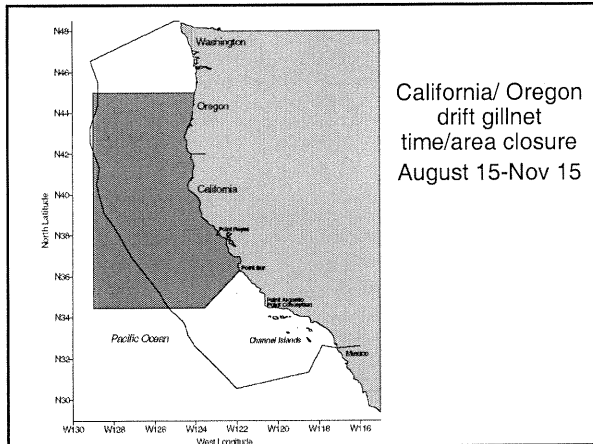 California/ Oregon
drift gillnet
time/area closure
August 15-Nov 15
N48
N46
N44
N42
N40
N38
N36
N34
N32
N30
North Latitude
Washington
Oregon
California
Point Reyes
Point Sur
Point Arguello
Point Conception
Pacific Ocean
Channel Islands
Mexico
W130 W128 W126 W124 W122 W120 W118 W116
West Longitude